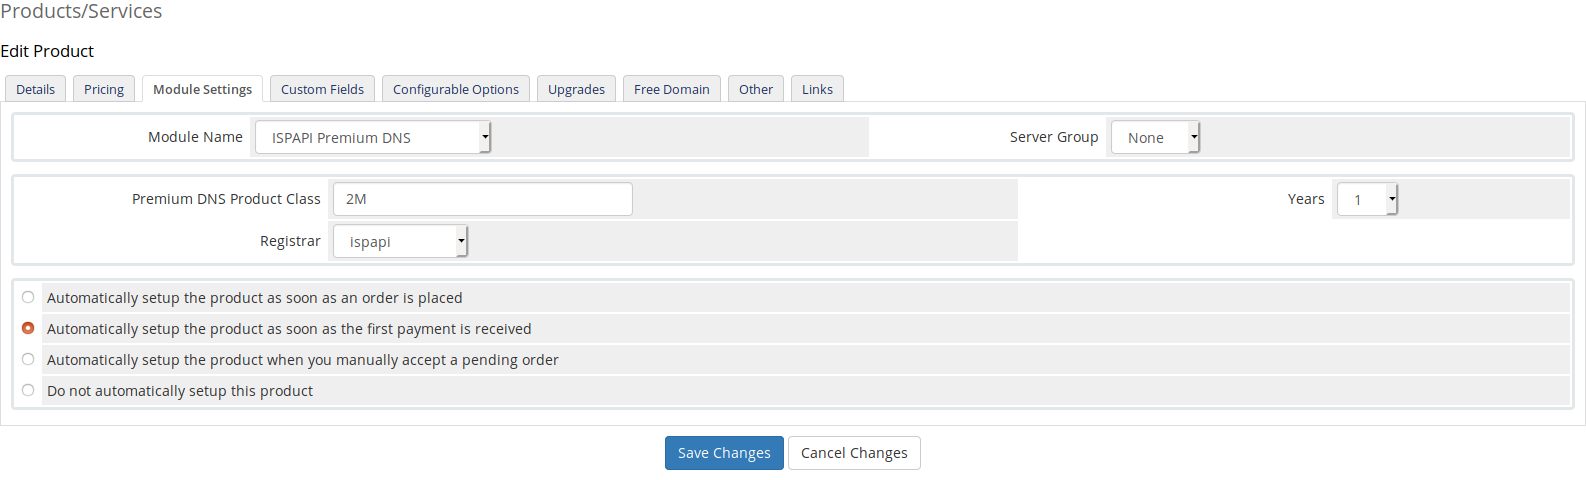 Products/Services
Edit Product
Details Pricing Module Settings Custom Fields Configurable Options Upgrades Free Domain Other Links
Module Name ISPAPI Premium DNS Server Group None
Premium DNS Product Class 2M Years 1
Registrar ispapi
Automatically setup the product as soon as an order is placed
Automatically setup the product as soon as the first payment is received
Automatically setup the product when you manually accept a pending order
Do not automatically setup this product
Save Changes Cancel Changes